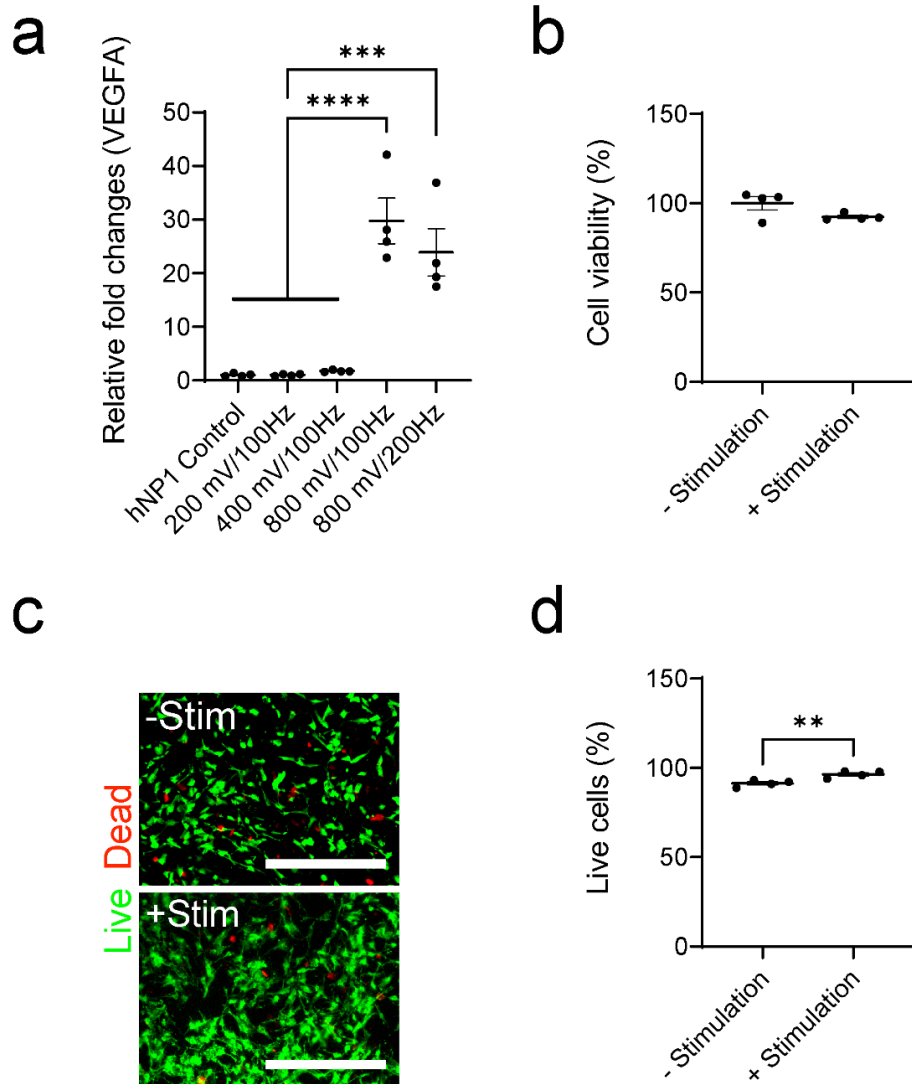 a
Relative fold changes (VEGFA)
50
40
30
20
10
0
***
****
hNP1 Control
200 mV/100Hz
400 mV/100Hz
800 mV/100Hz
800 mV/200Hz
b
Cell viability (%)
150
100
50
0
- Stimulation
+ Stimulation
c
Live Dead
-Stim
+Stim
d
Live cells (%)
150
100
50
0
**
- Stimulation
+ Stimulation